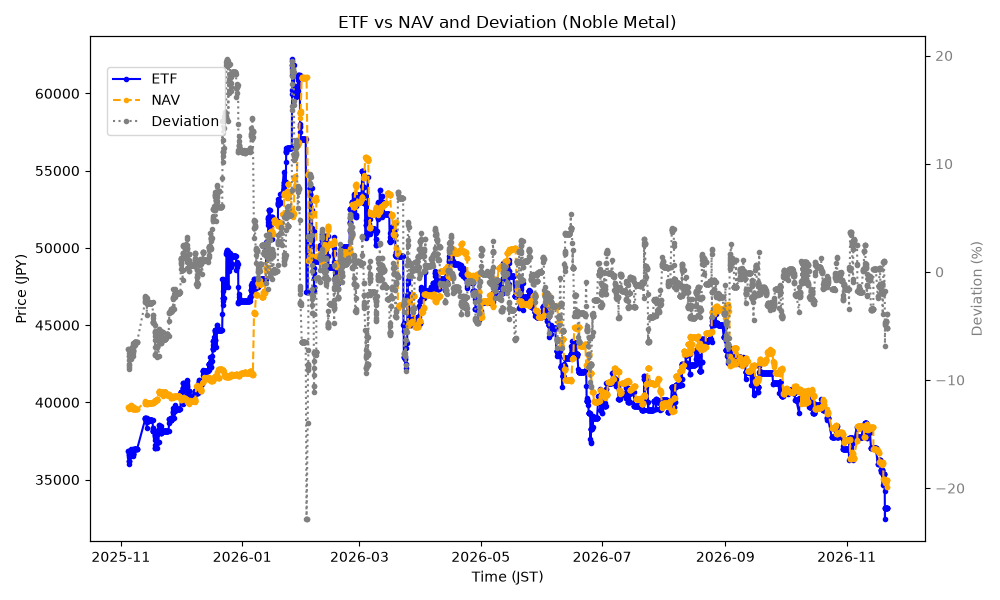 ETF vs NAV and Deviation (Noble Metal)
ETF
NAV
Deviation
Price (JPY)
60000
55000
50000
45000
40000
35000
20
10
0
−10
−20
Deviation (%)
2025-11
2026-01
2026-03
2026-05
2026-07
2026-09
2026-11
Time (JST)